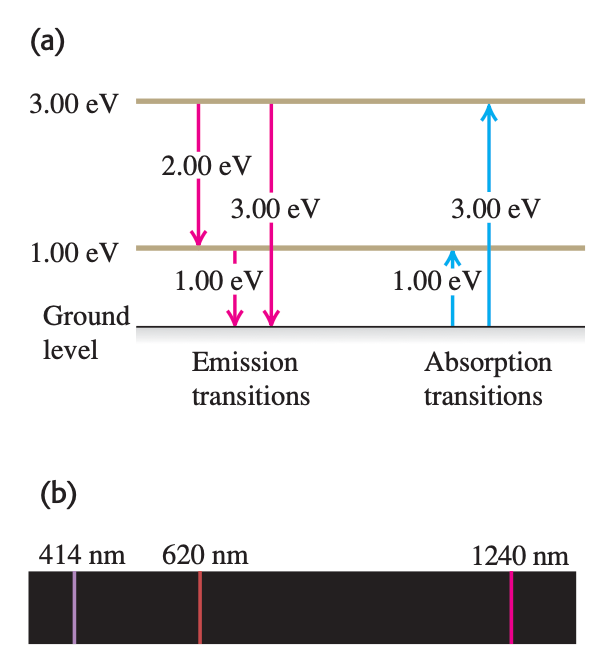 (a)
3.00 eV
2.00 eV
3.00 eV
3.00 eV
1.00 eV
1.00 eV
1.00 eV
Ground
level
Emission
transitions
Absorption
transitions
(b)
414 nm
620 nm
1240 nm